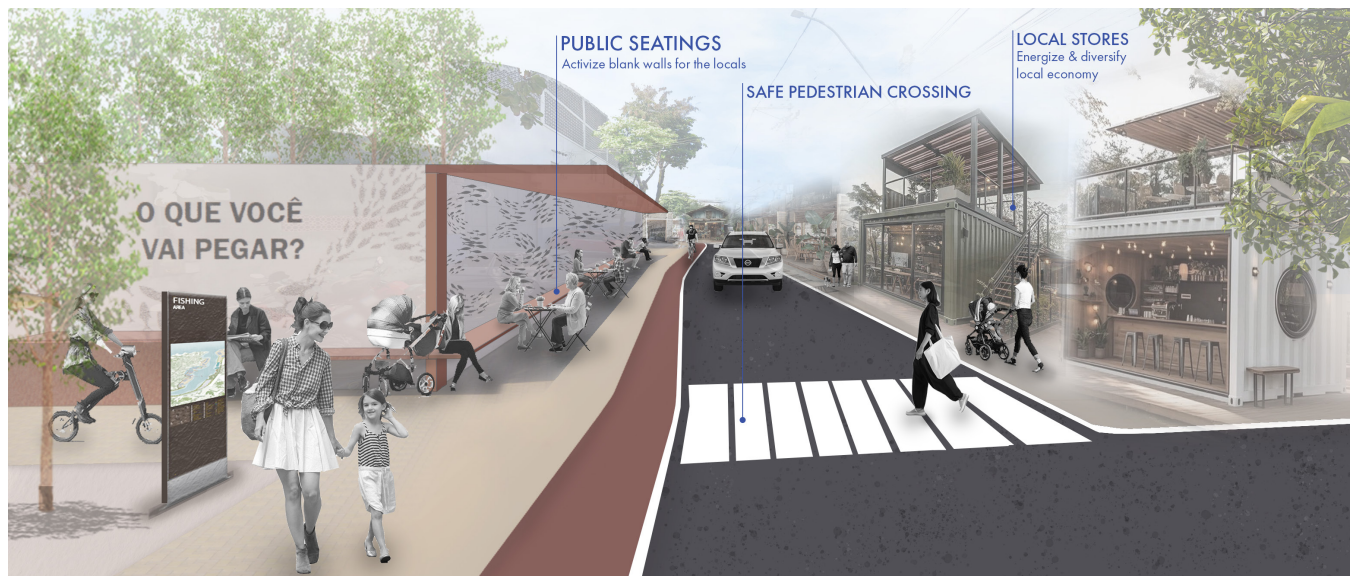 PUBLIC SEATINGS
Activize blank walls for the locals
SAFE PEDESTRIAN CROSSING
LOCAL STORES
Energize & diversify
local economy
O QUE VOCÊ
VAI PEGAR?
FISHING
AREA